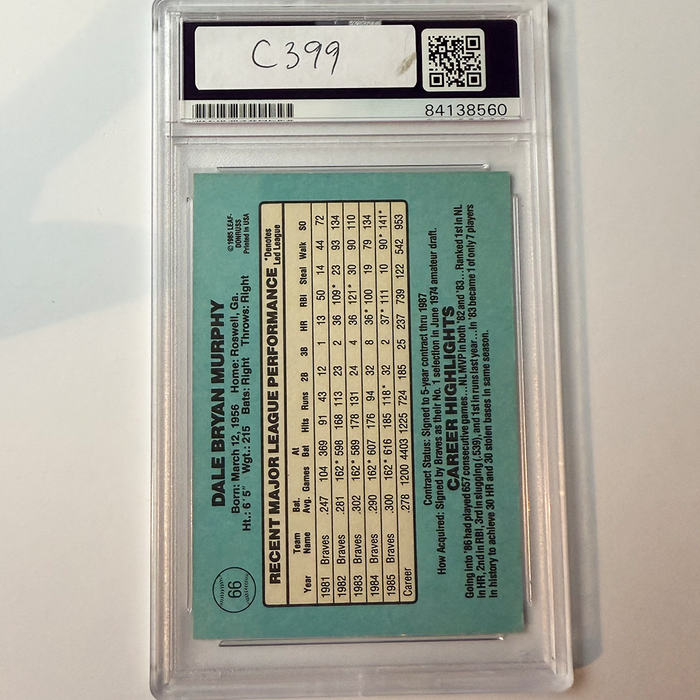 C399
84138560
66
DALE BRYAN MURPHY
Born: March 12, 1956 Home: Roswell, Ga.
Ht.: 6' 5" Wgt.: 215 Bats: Right Throws: Right
©1985 LEAF-
DONRUSS
Printed in USA
RECENT MAJOR LEAGUE PERFORMANCE
*Denotes
Led League
Year Team Name Bat. Avg. Games At Bat Hits Runs 2B 3B HR RBI Steal Walk SO
1981 Braves .247 104 369 91 43 12 1 13 50 14 44 72
1982 Braves .281 162* 598 168 113 23 2 36 109* 23 93 134
1983 Braves .302 162* 589 178 131 24 4 36 121* 30 90 110
1984 Braves .290 162* 607 176 94 32 8 36* 100 19 79 134
1985 Braves .300 162* 616 185 118* 32 2 37* 111 10 90* 141*
Career .278 1200 4403 1225 724 185 25 237 739 122 542 953
Contract Status: Signed to 5-year contract thru 1987
How Acquired: Signed by Braves as their No. 1 selection in June 1974 amateur draft.
CAREER HIGHLIGHTS
Going into '86 had played 657 consecutive games...NL MVP in both '82 and '83...Ranked 1st in NL
in HR, 2nd in RBI, 3rd in slugging (.539), and 1st in runs last year...In '83 became 1 of only 7 players
in history to achieve 30 HR and 30 stolen bases in same season.